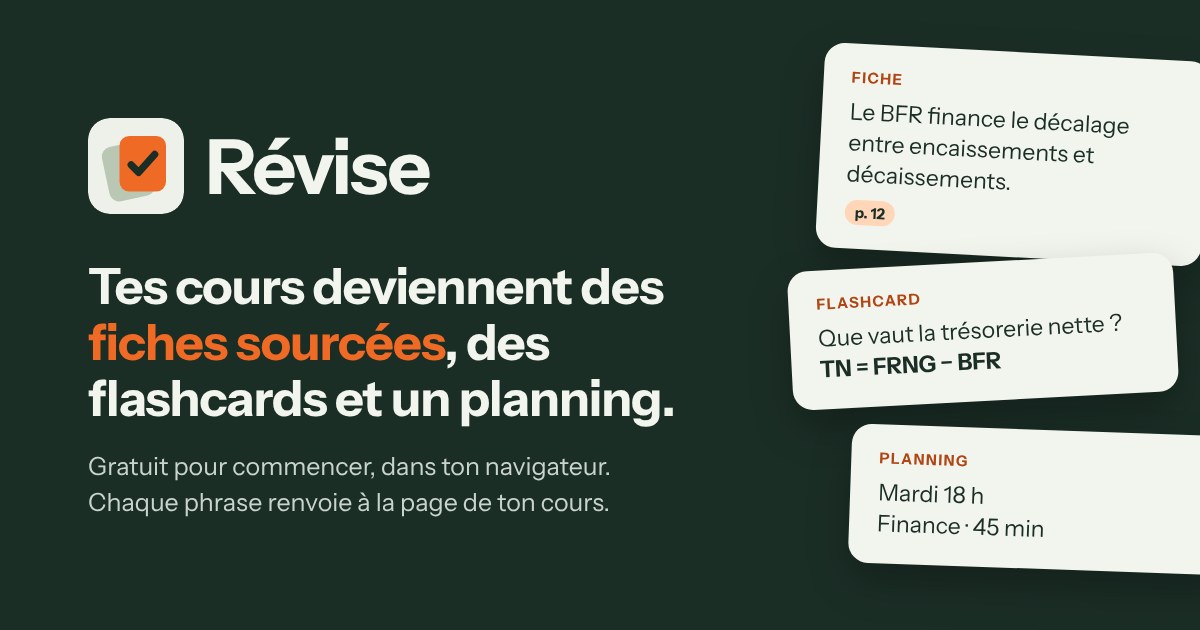 Révise
Tes cours deviennent des
fiches sourcées, des
flashcards et un planning.
Gratuit pour commencer, dans ton navigateur.
Chaque phrase renvoie à la page de ton cours.
FICHE
Le BFR finance le décalage
entre encaissements et
décaissements.
p. 12
FLASHCARD
Que vaut la trésorerie nette ?
TN = FRNG − BFR
PLANNING
Mardi 18 h
Finance · 45 min